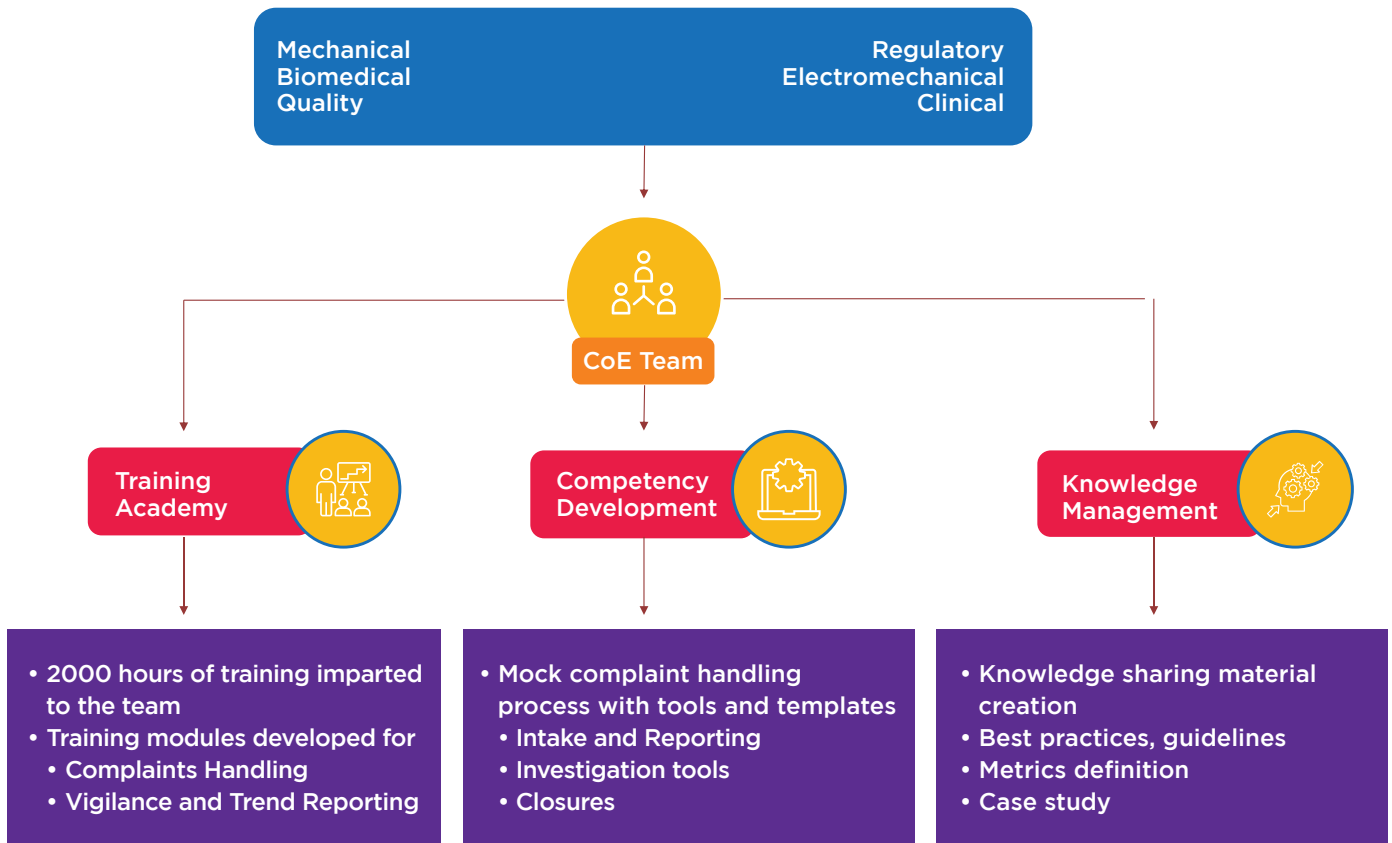 Mechanical
Biomedical
Quality
Regulatory
Electromechanical
Clinical
CoE Team
Training
Academy
Competency
Development
Knowledge
Management
• 2000 hours of training imparted
to the team
• Training modules developed for
• Complaints Handling
• Vigilance and Trend Reporting
• Mock complaint handling
process with tools and templates
• Intake and Reporting
• Investigation tools
• Closures
• Knowledge sharing material
creation
• Best practices, guidelines
• Metrics definition
• Case study